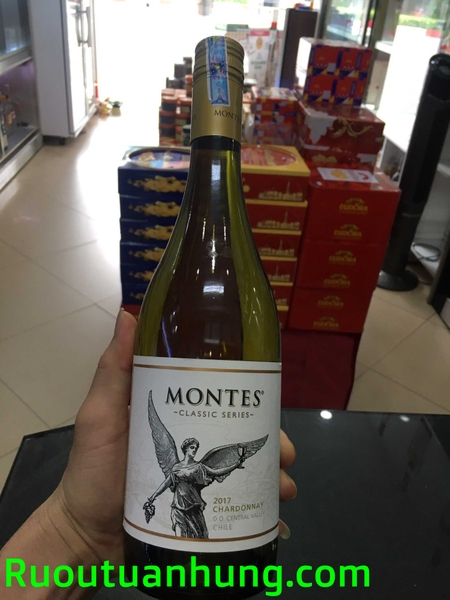 MONTES
MONTES®
~CLASSIC SERIES~
2017
CHARDONNAY
D.O. CENTRAL VALLEY
CHILE
Ruoutuanhung.com